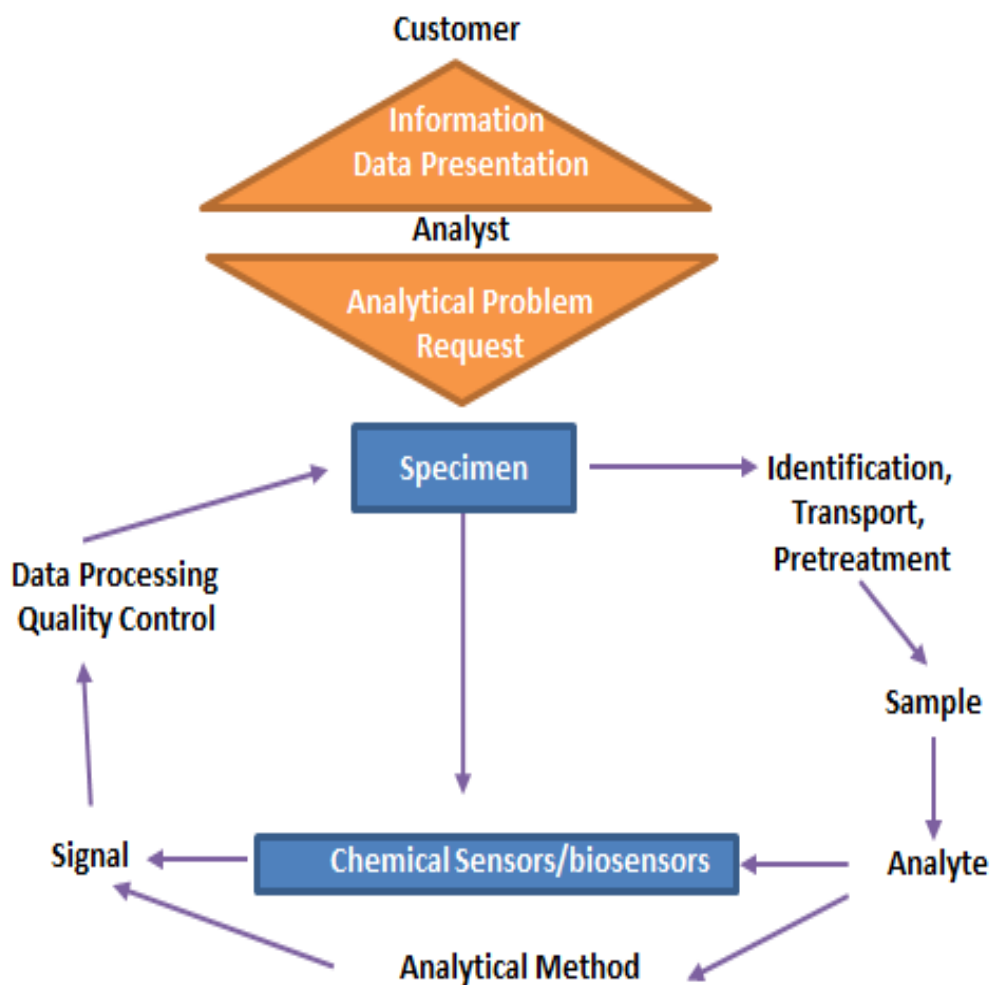 Customer
Information
Data Presentation
Analyst
Analytical Problem
Request
Specimen
Identification,
Transport,
Pretreatment
Data Processing
Quality Control
Sample
Signal
Chemical Sensors/biosensors
Analyte
Analytical Method